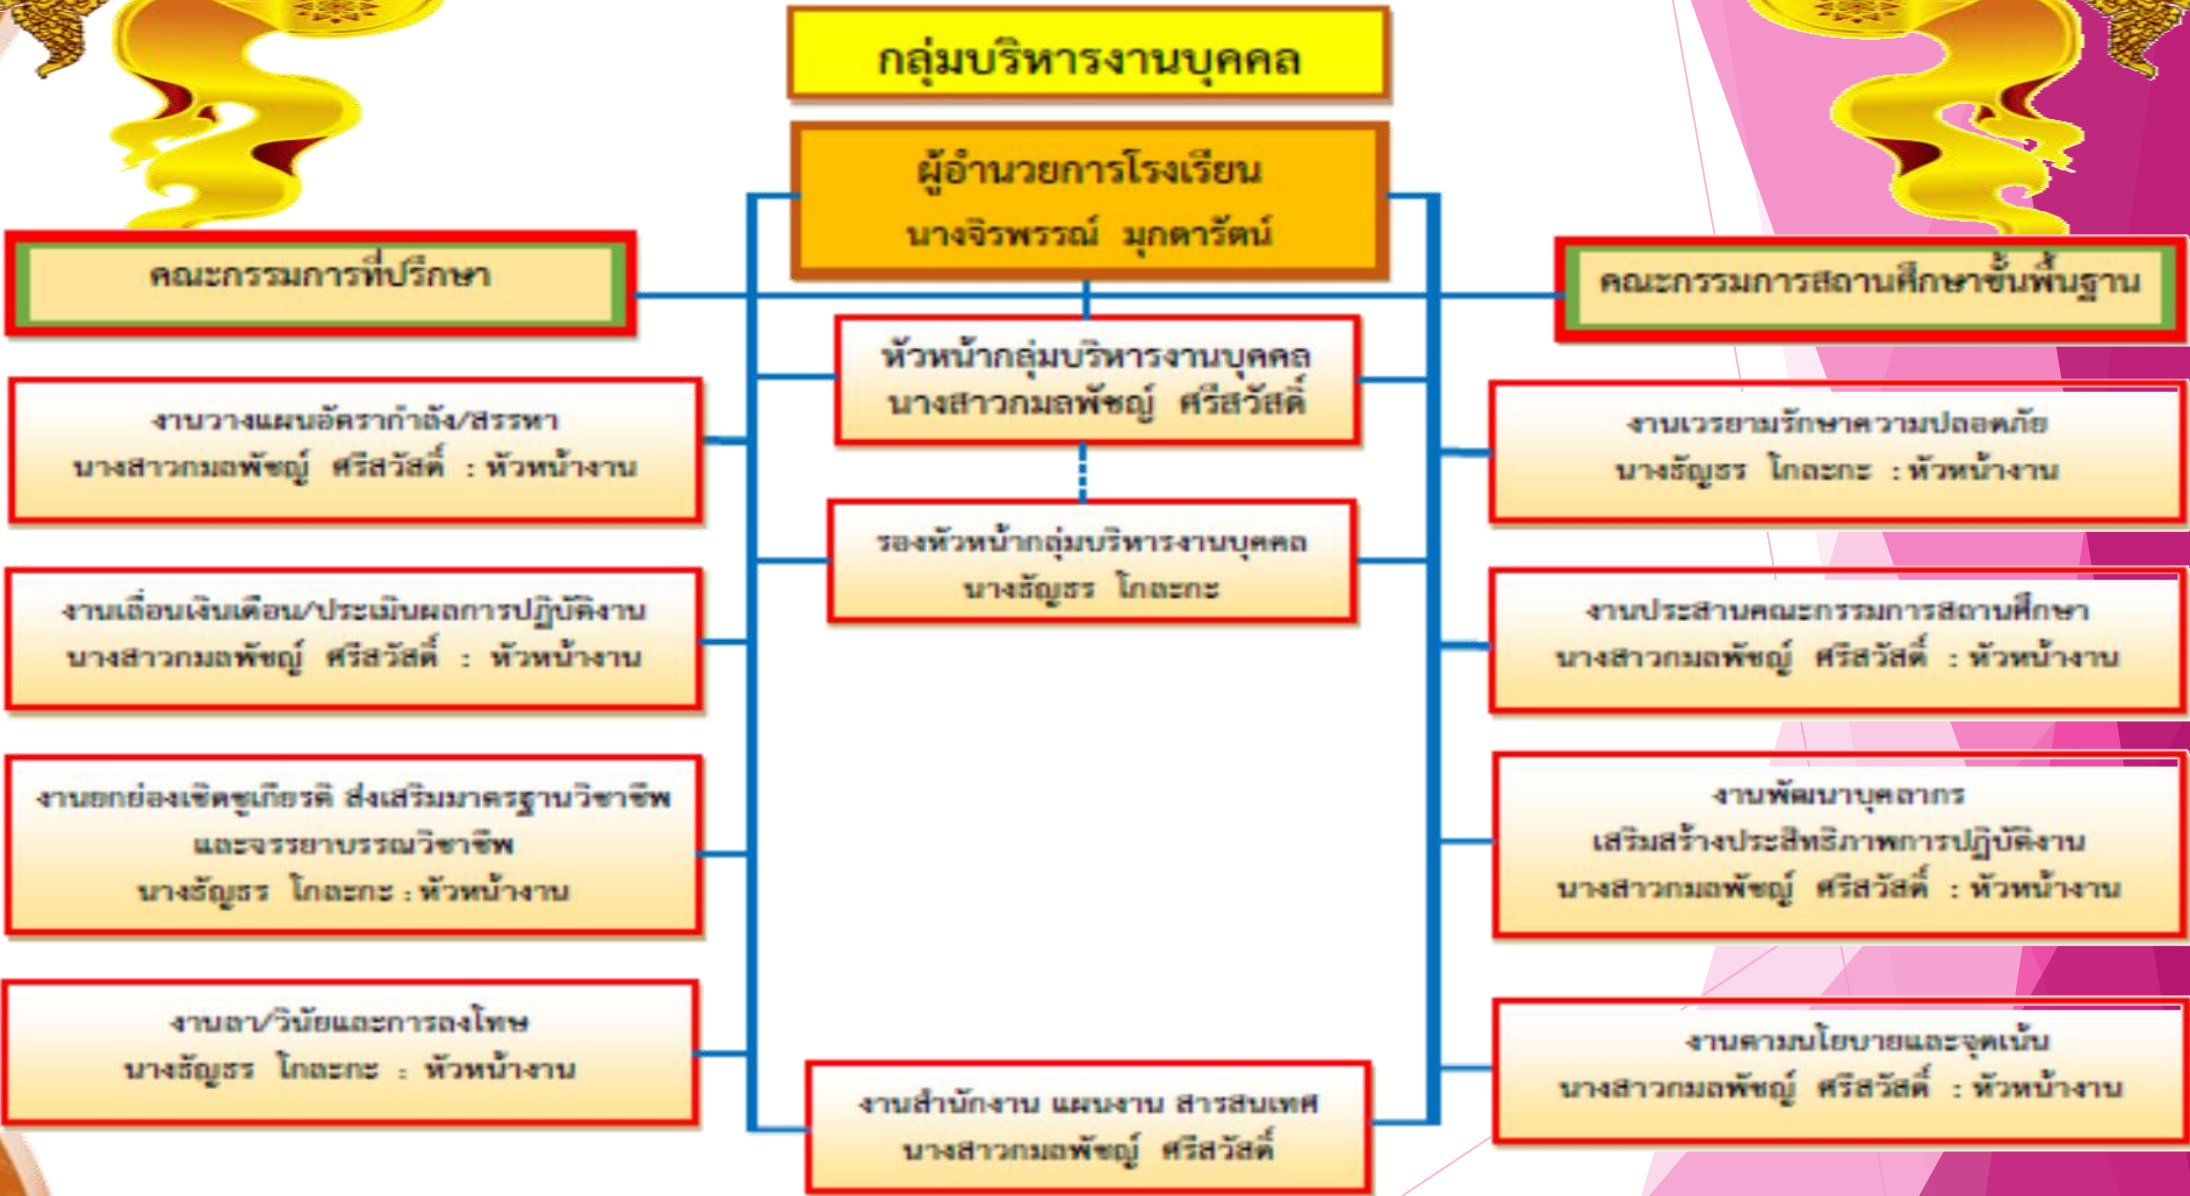 กลุ่มบริหารงานบุคคล
ผู้อำนวยการโรงเรียน
นางจิรพรรณ์ มุกดารัตน์
คณะกรรมการที่ปรึกษา
คณะกรรมการสถานศึกษาขั้นพื้นฐาน
หัวหน้ากลุ่มบริหารงานบุคคล
นางสาวกมลพัชญ์ ศรีสวัสดิ์
รองหัวหน้ากลุ่มบริหารงานบุคคล
นางธัญธร โกละกะ
งานวางแผนอัตรากำลัง/สรรหา
นางสาวกมลพัชญ์ ศรีสวัสดิ์ : หัวหน้างาน
งานเลื่อนเงินเดือน/ประเมินผลการปฏิบัติงาน
นางสาวกมลพัชญ์ ศรีสวัสดิ์ : หัวหน้างาน
งานยกย่องเชิดชูเกียรติ ส่งเสริมมาตรฐานวิชาชีพ
และจรรยาบรรณวิชาชีพ
นางธัญธร โกละกะ : หัวหน้างาน
งานลา/วินัยและการลงโทษ
นางธัญธร โกละกะ : หัวหน้างาน
งานเวรยามรักษาความปลอดภัย
นางธัญธร โกละกะ : หัวหน้างาน
งานประสานคณะกรรมการสถานศึกษา
นางสาวกมลพัชญ์ ศรีสวัสดิ์ : หัวหน้างาน
งานพัฒนาบุคลากร
เสริมสร้างประสิทธิภาพการปฏิบัติงาน
นางสาวกมลพัชญ์ ศรีสวัสดิ์ : หัวหน้างาน
งานตามนโยบายและจุดเน้น
นางสาวกมลพัชญ์ ศรีสวัสดิ์ : หัวหน้างาน
งานสำนักงาน แผนงาน สารสนเทศ
นางสาวกมลพัชญ์ ศรีสวัสดิ์